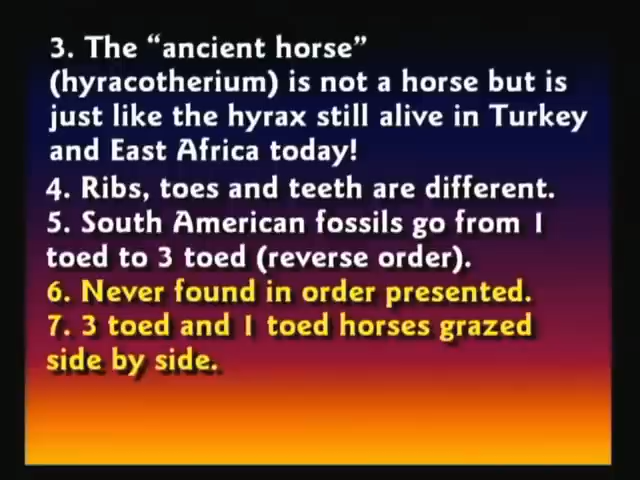 3. The “ancient horse”
(hyracotherium) is not a horse but is
just like the hyrax still alive in Turkey
and East Africa today!
4. Ribs, toes and teeth are different.
5. South American fossils go from 1
toed to 3 toed (reverse order).
6. Never found in order presented.
7. 3 toed and 1 toed horses grazed
side by side.